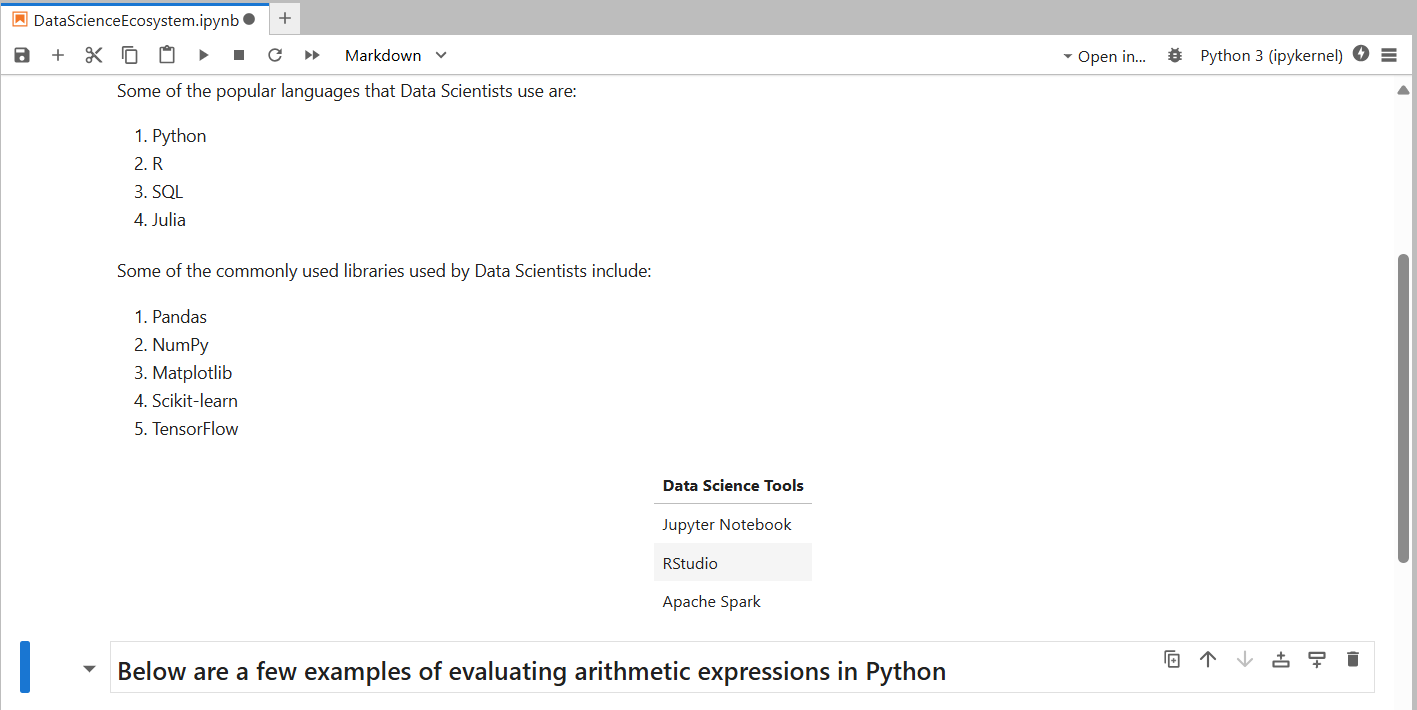 DataScienceEcosystem.ipynb
Markdown
Open in...
Python 3 (ipykernel)
Some of the popular languages that Data Scientists use are:
1. Python
2. R
3. SQL
4. Julia
Some of the commonly used libraries used by Data Scientists include:
1. Pandas
2. NumPy
3. Matplotlib
4. Scikit-learn
5. TensorFlow
Data Science Tools
Jupyter Notebook
RStudio
Apache Spark
Below are a few examples of evaluating arithmetic expressions in Python